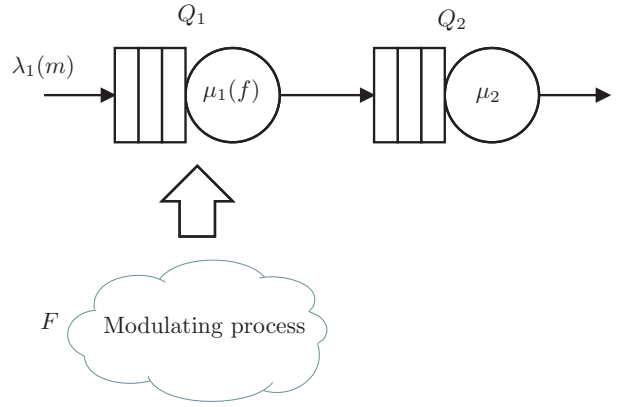 Q₁
Q₂
λ₁(m)
μ₁(f)
μ₂
F
Modulating process